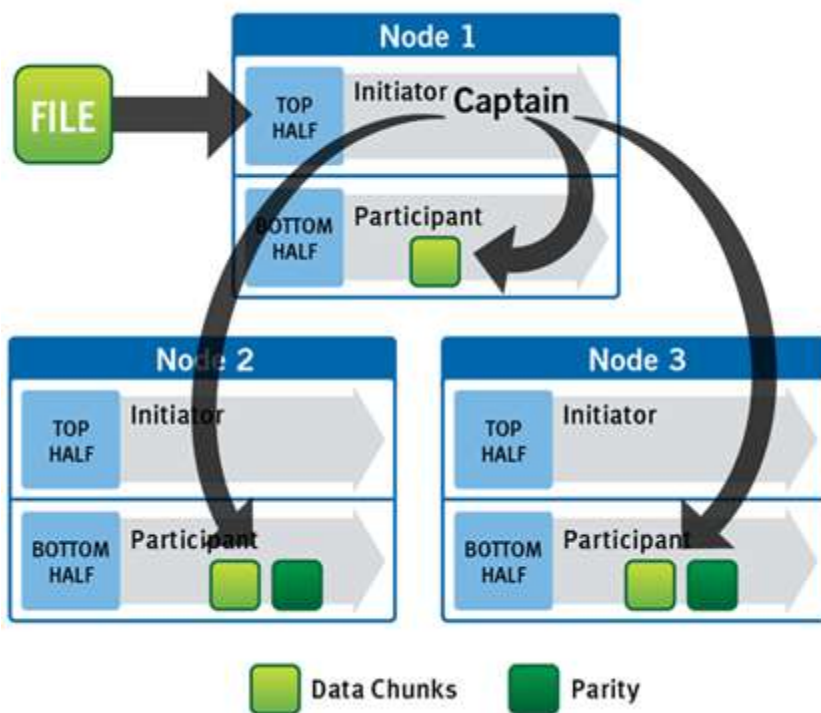 Node 1
FILE
TOP
HALF
Initiator
Captain
BOTTOM
HALF
Participant
Node 2
TOP
HALF
Initiator
BOTTOM
HALF
Participant
Node 3
TOP
HALF
Initiator
BOTTOM
HALF
Participant
Data Chunks
Parity